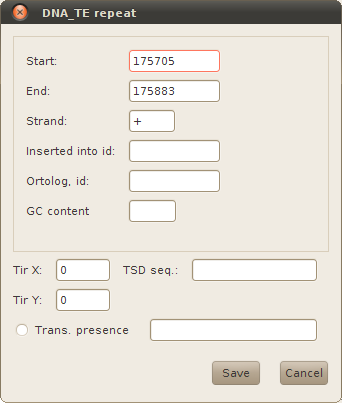 DNA_TE repeat
Start: 175705
End: 175883
Strand: +
Inserted into id:
Ortolog, id:
GC content
Tir X: 0 TSD seq.:
Tir Y: 0
Trans. presence
Save Cancel